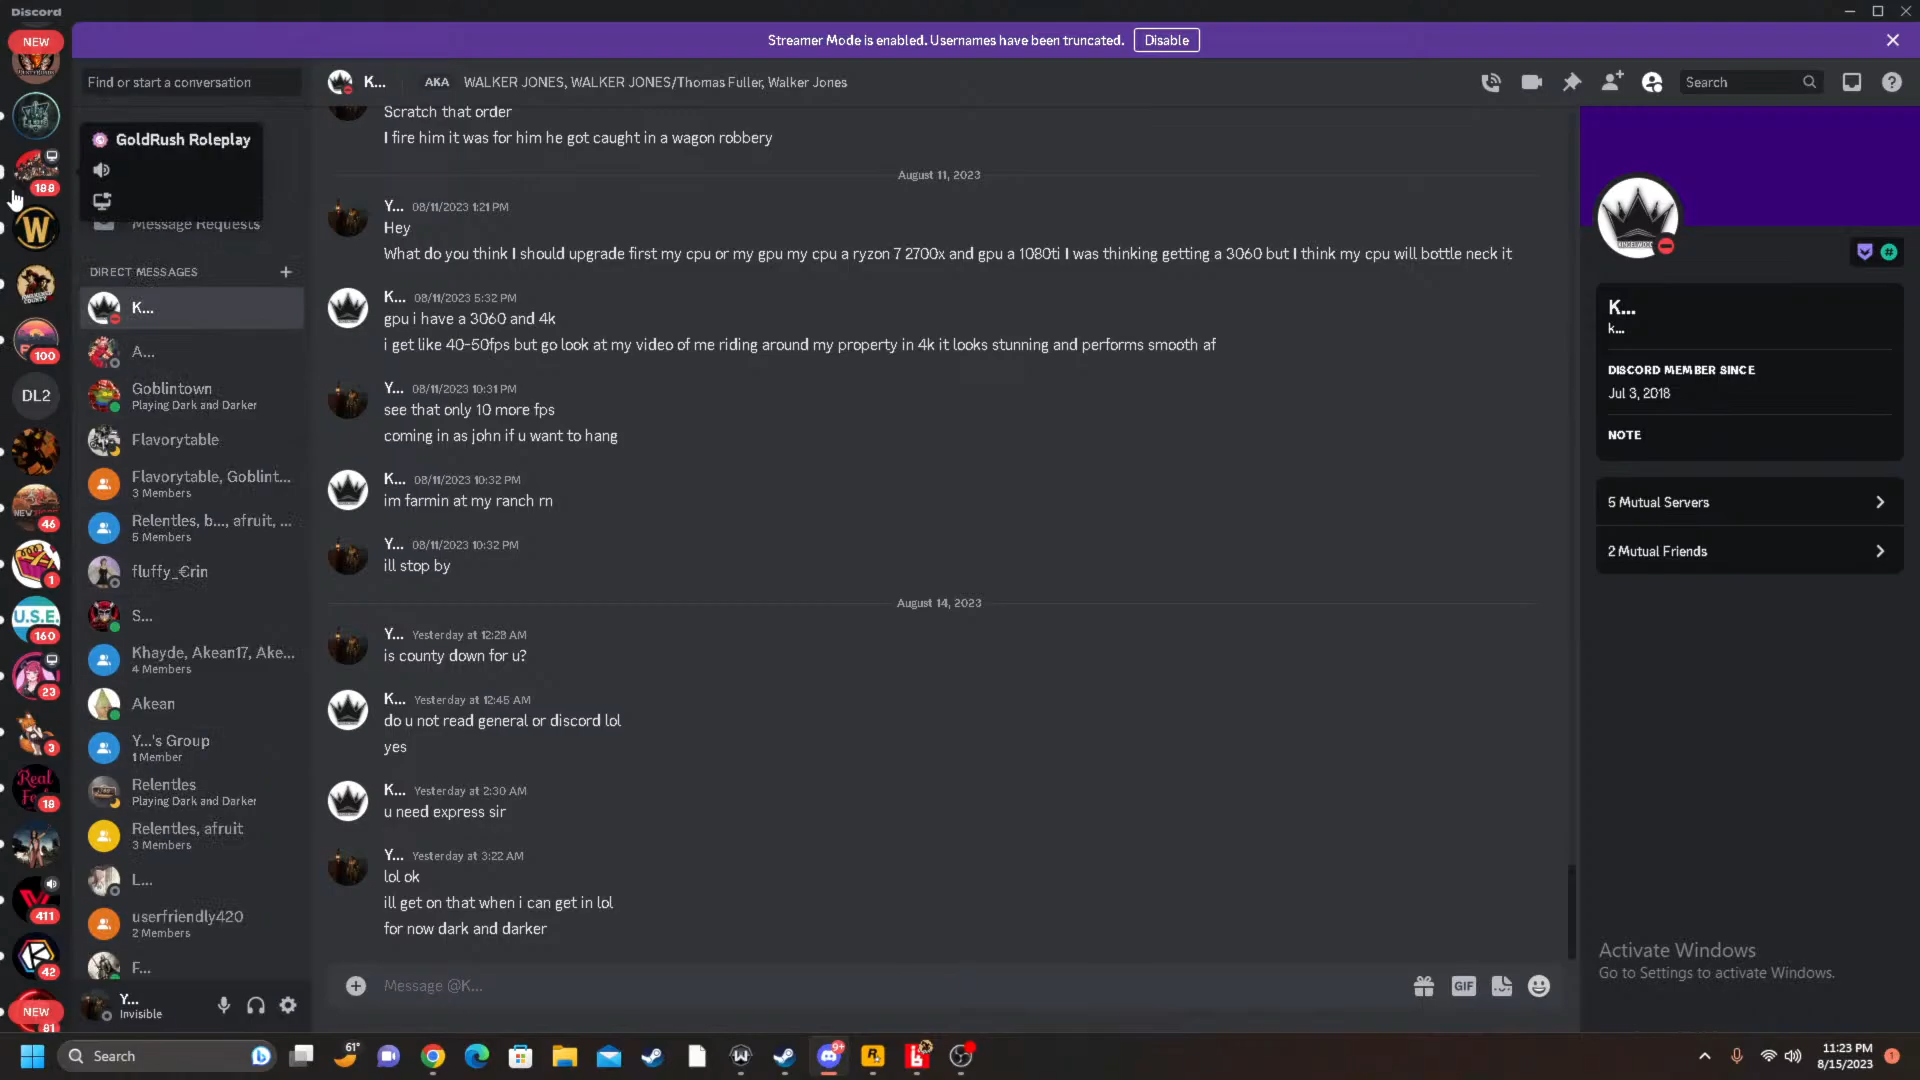 Discord
Streamer Mode is enabled. Usernames have been truncated. Disable
NEW
188
W
100
DL2
46
1
U.S.E.
160
23
3
Real
18
411
42
NEW
81
Find or start a conversation
GoldRush Roleplay
Message Requests
DIRECT MESSAGES
K...
A...
Goblintown
Playing Dark and Darker
Flavorytable
Flavorytable, Goblint...
3 Members
Relentles, b..., afruit, ...
5 Members
fluffy_€rin
S...
Khayde, Akean17, Ake...
4 Members
Akean
Y...'s Group
1 Member
Relentles
Playing Dark and Darker
Relentles, afruit
3 Members
L...
userfriendly420
2 Members
F...
Y...
Invisible
K... AKA WALKER JONES, WALKER JONES/Thomas Fuller, Walker Jones
Search
Scratch that order
I fire him it was for him he got caught in a wagon robbery
August 11, 2023
Y... 08/11/2023 1:21 PM
Hey
What do you think I should upgrade first my cpu or my gpu my cpu a ryzon 7 2700x and gpu a 1080ti I was thinking getting a 3060 but I think my cpu will bottle neck it
K... 08/11/2023 5:32 PM
gpu i have a 3060 and 4k
i get like 40-50fps but go look at my video of me riding around my property in 4k it looks stunning and performs smooth af
Y... 08/11/2023 10:31 PM
see that only 10 more fps
coming in as john if u want to hang
K... 08/11/2023 10:32 PM
im farmin at my ranch rn
Y... 08/11/2023 10:32 PM
ill stop by
August 14, 2023
Y... Yesterday at 12:28 AM
is county down for u?
K... Yesterday at 12:45 AM
do u not read general or discord lol
yes
K... Yesterday at 2:30 AM
u need express sir
Y... Yesterday at 3:22 AM
lol ok
ill get on that when i can get in lol
for now dark and darker
Message @K...
GIF
K...
k...
DISCORD MEMBER SINCE
Jul 3, 2018
NOTE
5 Mutual Servers
2 Mutual Friends
Activate Windows
Go to Settings to activate Windows.
Search
61°
9+
11:23 PM
8/15/2023
1